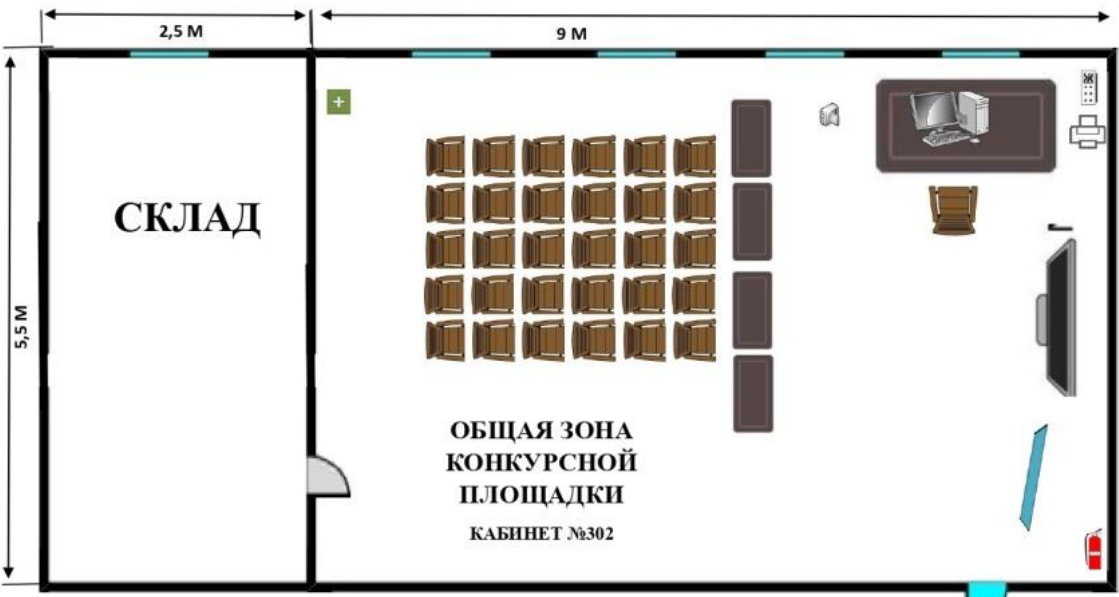 2,5 М
9 М
5,5 М
СКЛАД
ОБЩАЯ ЗОНА
КОНКУРСНОЙ
ПЛОЩАДКИ
КАБИНЕТ №302